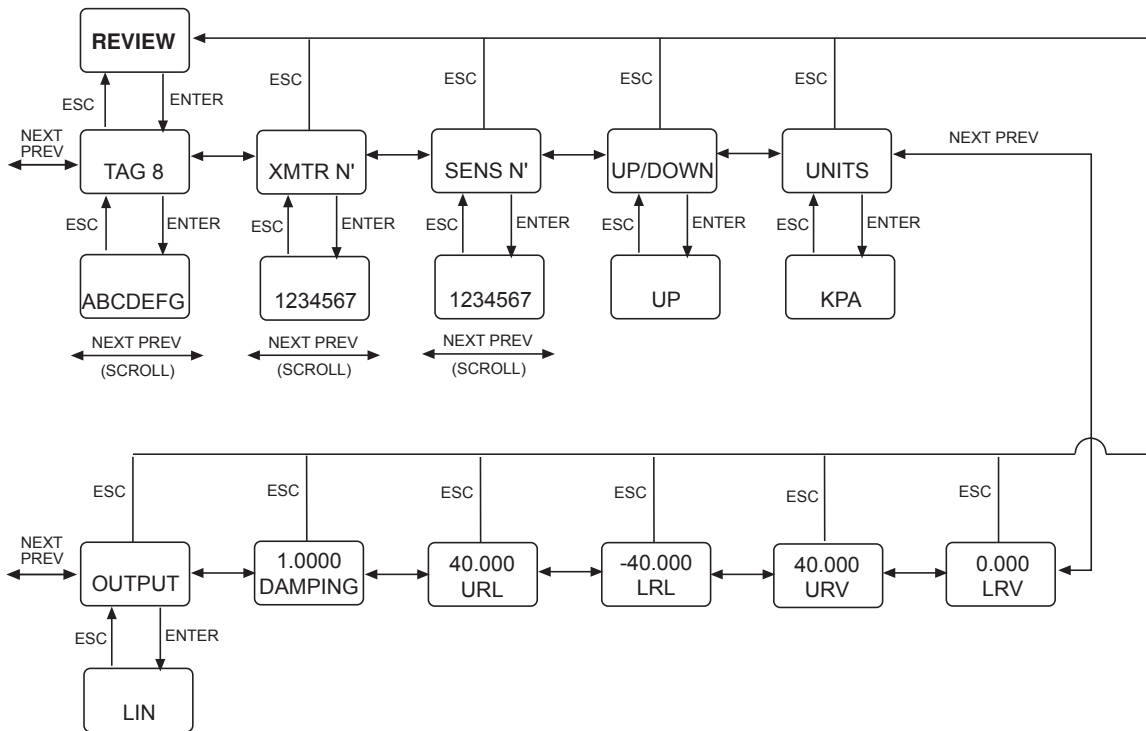 REVIEW
ESC
ESC
ESC
ESC
ESC
ENTER
NEXT
PREV
TAG 8
XMTR N'
SENS N'
UP/DOWN
UNITS
NEXT PREV
ESC
ENTER
ESC
ENTER
ESC
ENTER
ESC
ENTER
ESC
ENTER
ABCDEFG
1234567
1234567
UP
KPA
NEXT PREV
(SCROLL)
NEXT PREV
(SCROLL)
NEXT PREV
(SCROLL)
ESC
ESC
ESC
ESC
ESC
ESC
NEXT
PREV
OUTPUT
1.0000
DAMPING
40.000
URL
-40.000
LRL
40.000
URV
0.000
LRV
ESC
ENTER
LIN